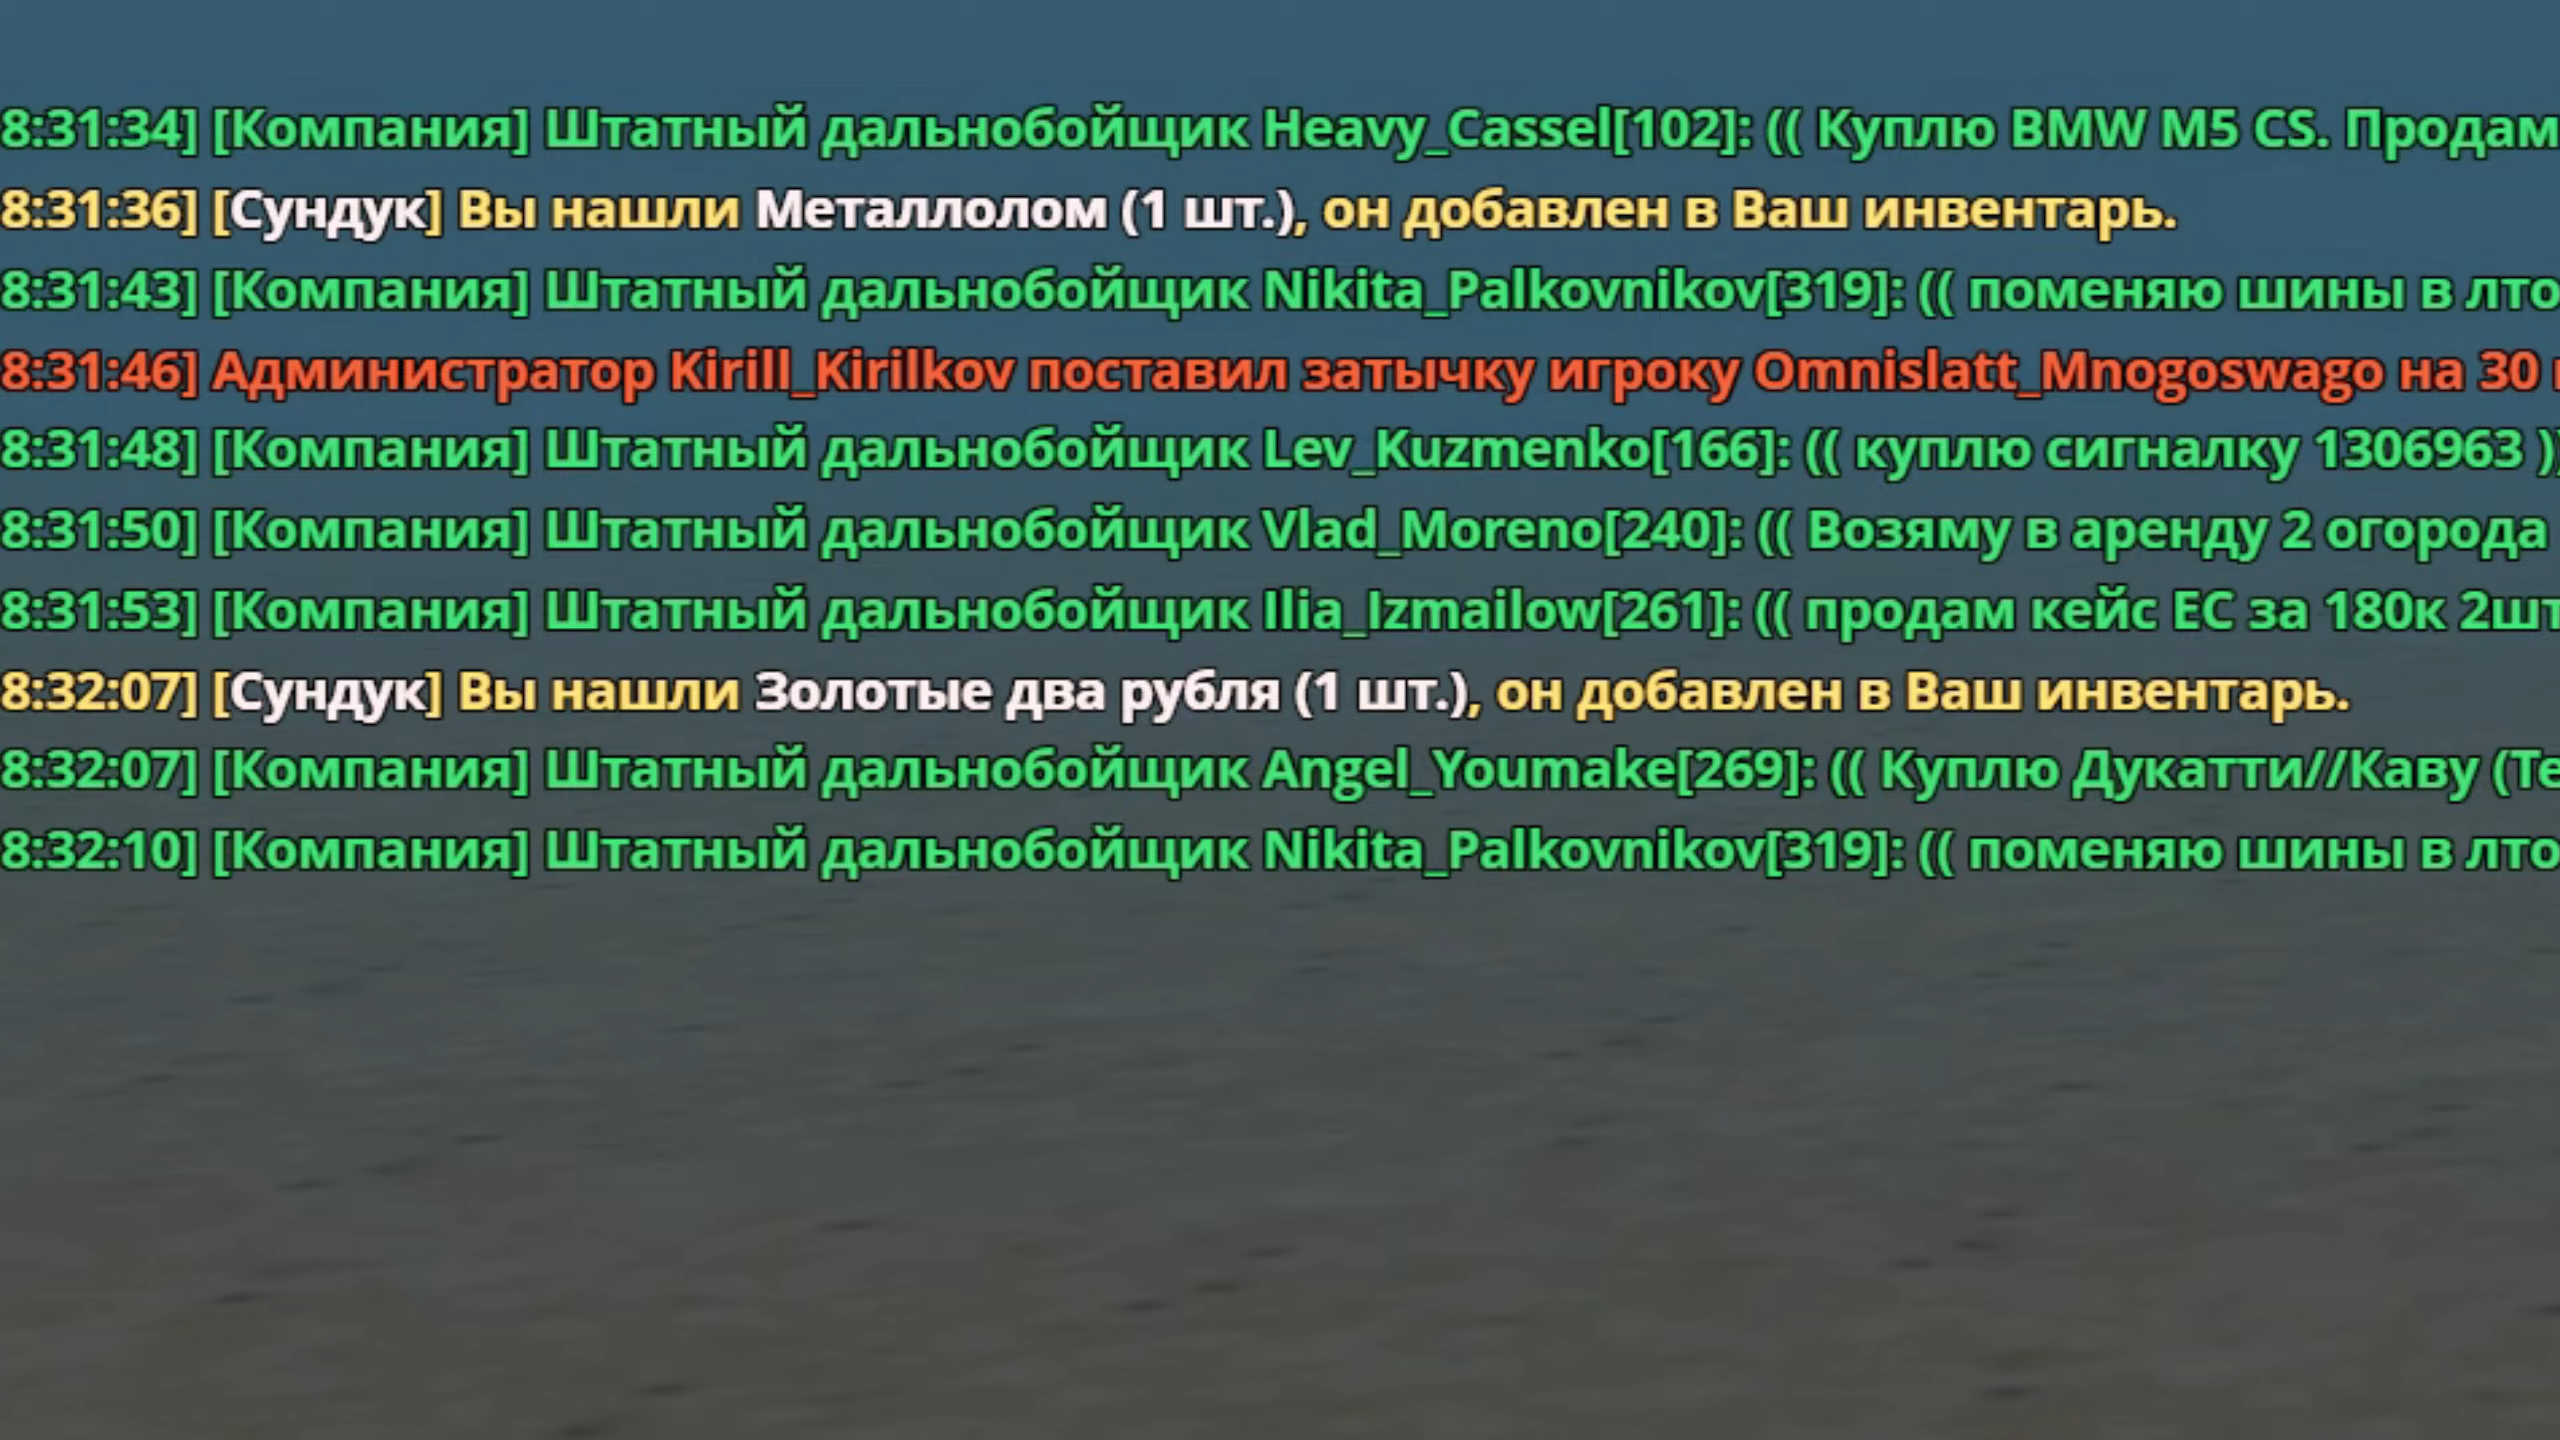 8:31:34] [Компания] Штатный дальнобойщик Heavy_Cassel[102]: (( Куплю BMW M5 CS. Продам
8:31:36] [Сундук] Вы нашли Металлолом (1 шт.), он добавлен в Ваш инвентарь.
8:31:43] [Компания] Штатный дальнобойщик Nikita_Palkovnikov[319]: (( поменяю шины в лто
8:31:46] Администратор Kirill_Kirilkov поставил затычку игроку Omnislatt_Mnogoswago на 30
8:31:48] [Компания] Штатный дальнобойщик Lev_Kuzmenko[166]: (( куплю сигналку 1306963 ))
8:31:50] [Компания] Штатный дальнобойщик Vlad_Moreno[240]: (( Возяму в аренду 2 огорода
8:31:53] [Компания] Штатный дальнобойщик Ilia_Izmailow[261]: (( продам кейс ЕС за 180к 2шт
8:32:07] [Сундук] Вы нашли Золотые два рубля (1 шт.), он добавлен в Ваш инвентарь.
8:32:07] [Компания] Штатный дальнобойщик Angel_Youmake[269]: (( Куплю Дукатти//Каву (Те
8:32:10] [Компания] Штатный дальнобойщик Nikita_Palkovnikov[319]: (( поменяю шины в лто